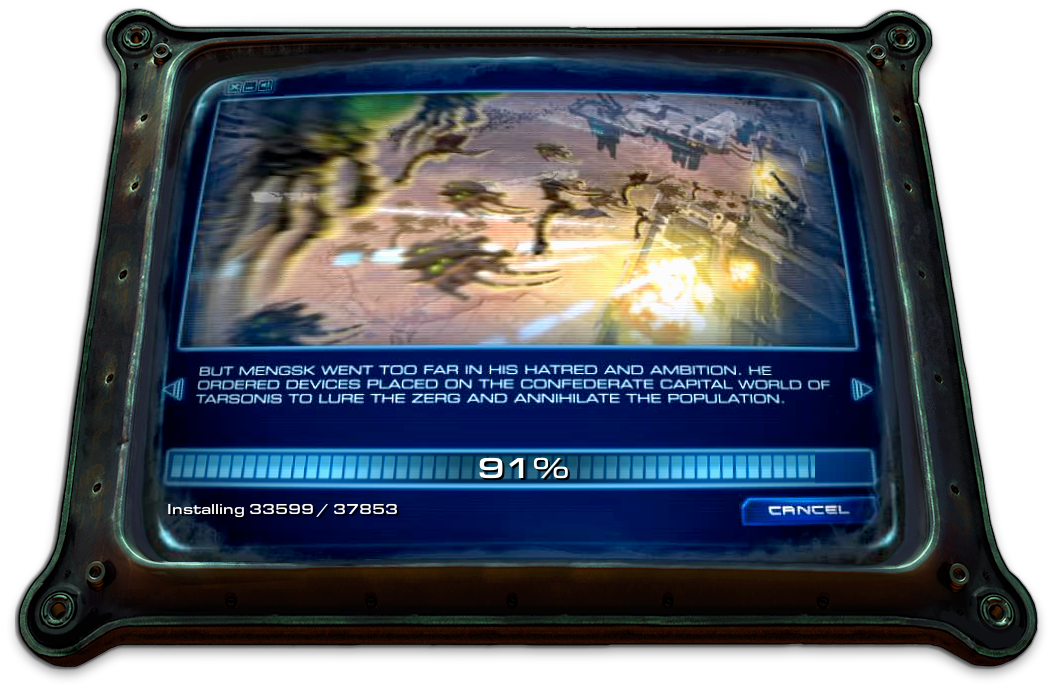 BUT MENGSK WENT TOO FAR IN HIS HATRED AND AMBITION. HE
ORDERED DEVICES PLACED ON THE CONFEDERATE CAPITAL WORLD OF
TARSONIS TO LURE THE ZERG AND ANNIHILATE THE POPULATION.
91%
Installing 33599 / 37853
CANCEL